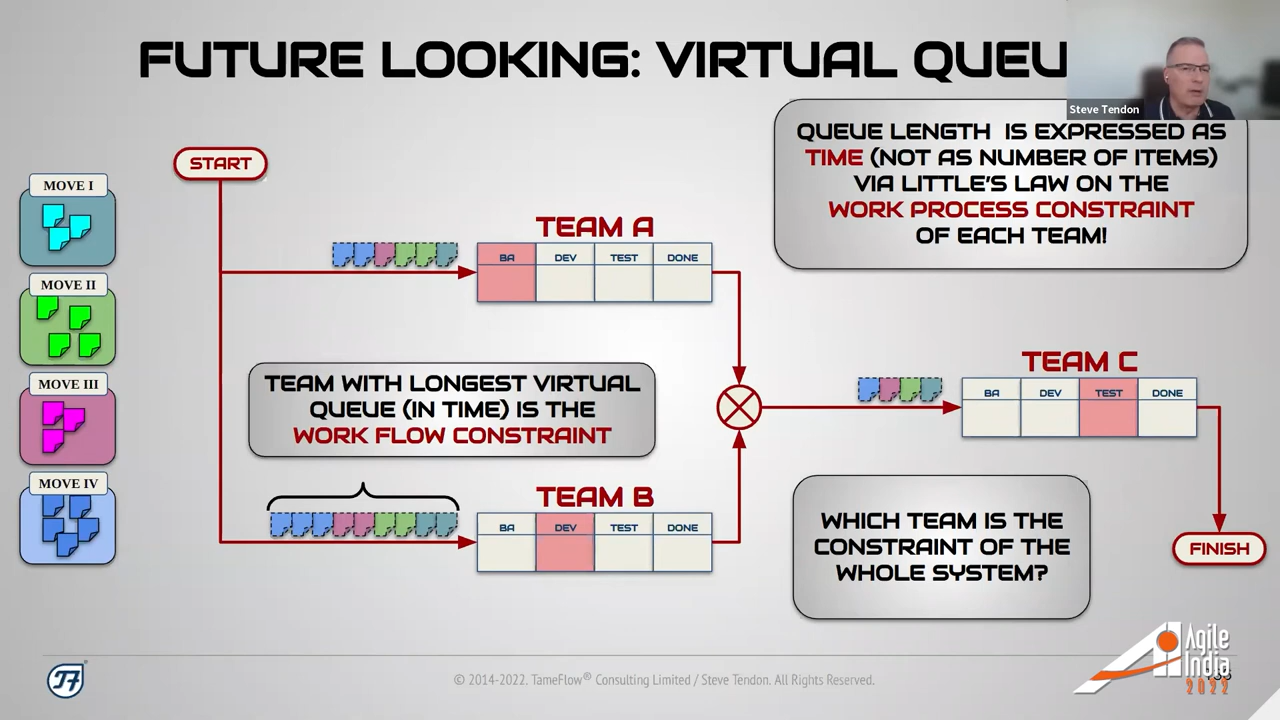 FUTURE LOOKING: VIRTUAL QUEU
Steve Tendon
QUEUE LENGTH IS EXPRESSED AS
TIME (NOT AS NUMBER OF ITEMS)
VIA LITTLE'S LAW ON THE
WORK PROCESS CONSTRAINT
OF EACH TEAM!
START
MOVE I
MOVE II
MOVE III
MOVE IV
TEAM A
BA DEV TEST DONE
TEAM WITH LONGEST VIRTUAL
QUEUE (IN TIME) IS THE
WORK FLOW CONSTRAINT
TEAM B
BA DEV TEST DONE
TEAM C
BA DEV TEST DONE
WHICH TEAM IS THE
CONSTRAINT OF THE
WHOLE SYSTEM?
FINISH
© 2014-2022. TameFlow® Consulting Limited / Steve Tendon. All Rights Reserved.
Agile
India
2022